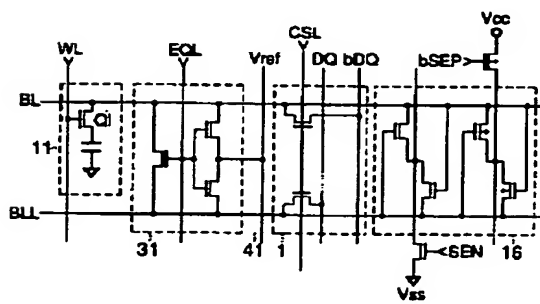 Vcc
WL EQL Vref CSL DQ bDQ bSEP
BL
Qi
11
BLL
31 41 1 SEN 16
Vss